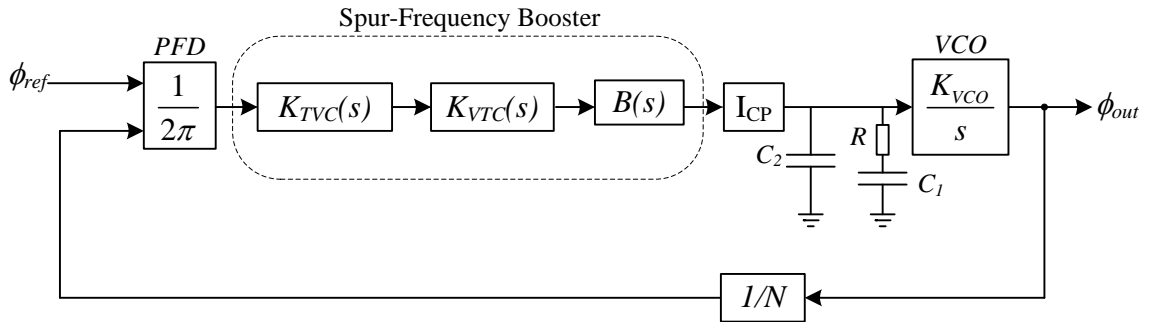 Spur-Frequency Booster
PFD
VCO
ϕref
1
2π
KTVC(s)
KVTC(s)
B(s)
ICP
KVCO
s
ϕout
C2
R
C1
1/N